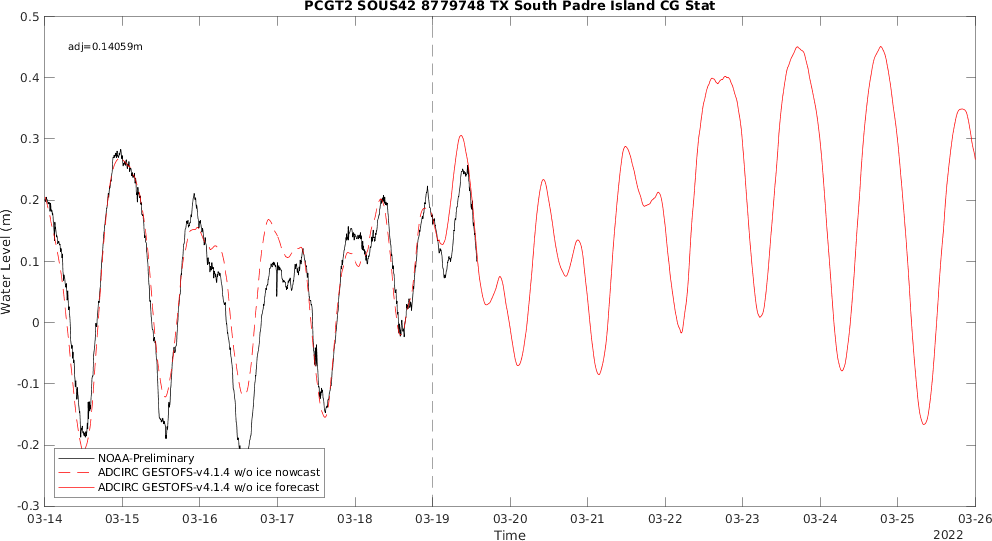 PCGT2 SOUS42 8779748 TX South Padre Island CG Stat
adj=0.14059m
0.5
0.4
0.3
0.2
0.1
0
-0.1
-0.2
-0.3
Water Level (m)
NOAA-Preliminary
ADCIRC GESTOFS-v4.1.4 w/o ice nowcast
ADCIRC GESTOFS-v4.1.4 w/o ice forecast
03-14 03-15 03-16 03-17 03-18 03-19 03-20 03-21 03-22 03-23 03-24 03-25 03-26
Time
2022